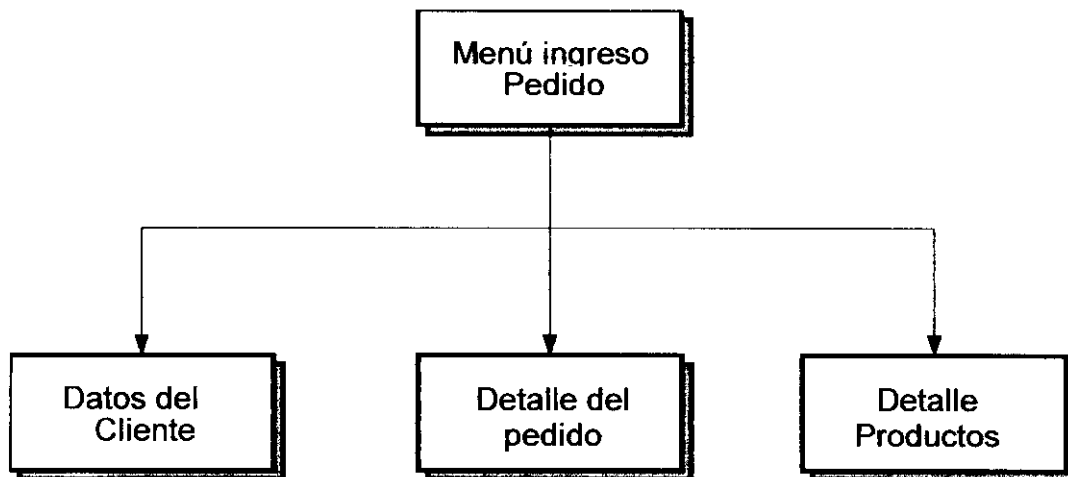 Menú ingreso
Pedido
Datos del
Cliente
Detalle del
pedido
Detalle
Productos